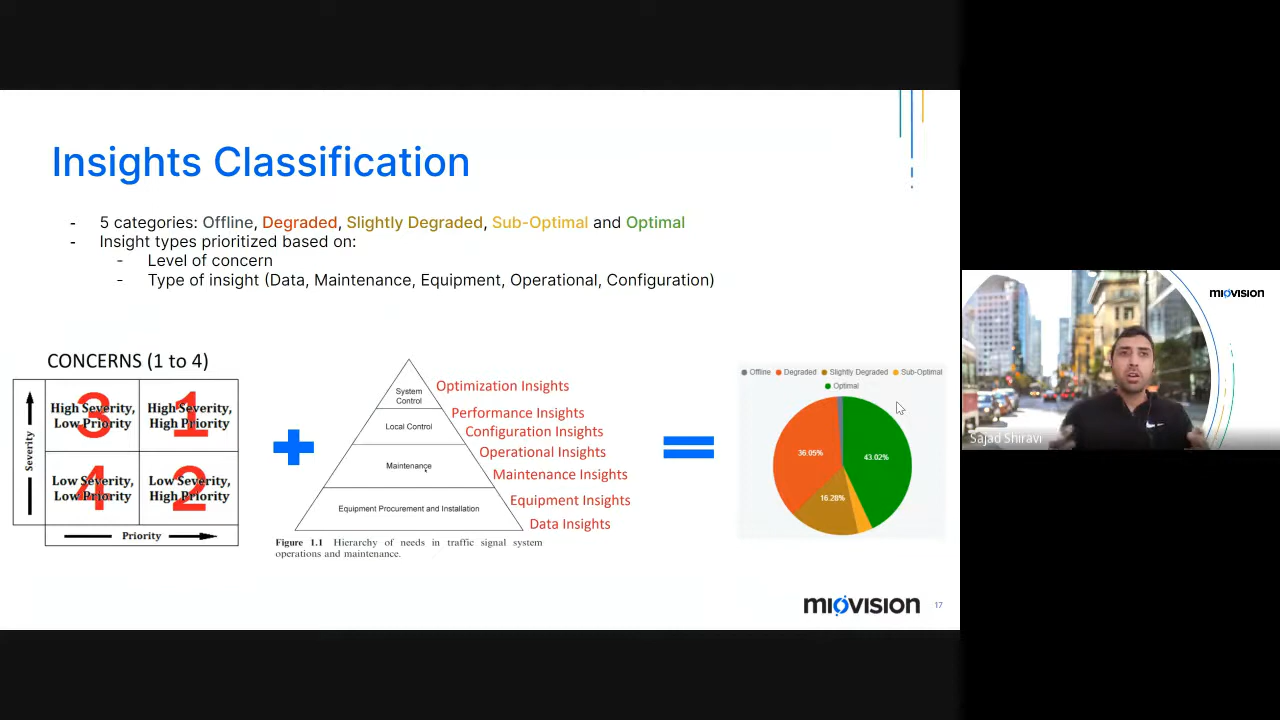 Insights Classification
- 5 categories: Offline, Degraded, Slightly Degraded, Sub-Optimal and Optimal
- Insight types prioritized based on:
- Level of concern
- Type of insight (Data, Maintenance, Equipment, Operational, Configuration)
CONCERNS (1 to 4)
Severity
High Severity,
Low Priority
3
High Severity,
High Priority
1
Low Severity,
Low Priority
4
Low Severity,
High Priority
2
Priority
System
Control
Local Control
Maintenance
Equipment Procurement and Installation
Optimization Insights
Performance Insights
Configuration Insights
Operational Insights
Maintenance Insights
Equipment Insights
Data Insights
Figure 1.1 Hierarchy of needs in traffic signal system
operations and maintenance.
Offline Degraded Slightly Degraded Sub-Optimal
Optimal
36.05%
43.02%
16.28%
miovision
17
miovision
Sajad Shiravi